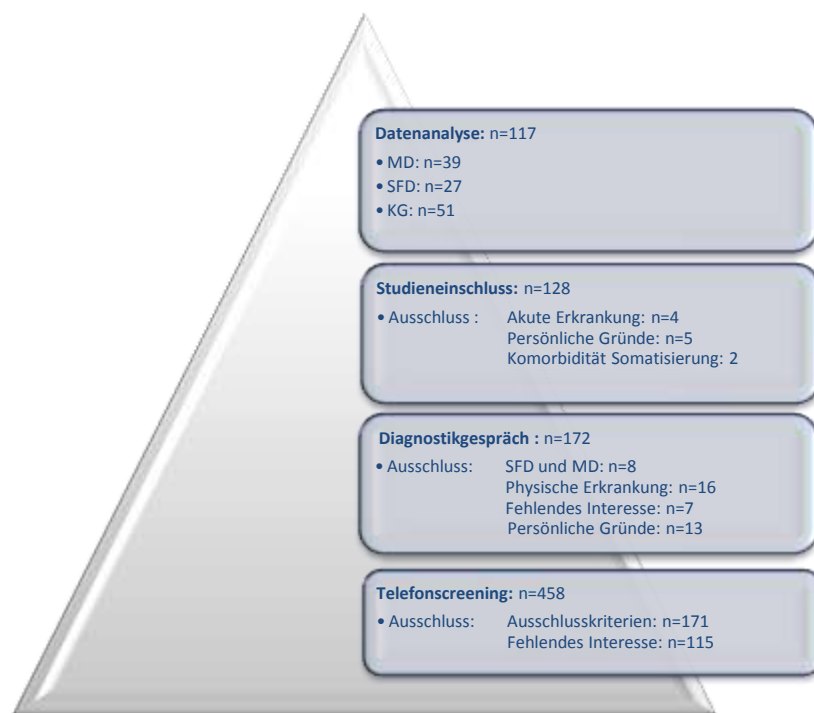 Datenanalyse: n=117
• MD: n=39
• SFD: n=27
• KG: n=51
Studieneinschluss: n=128
• Ausschluss : Akute Erkrankung: n=4
Persönliche Gründe: n=5
Komorbidität Somatisierung: 2
Diagnostikgespräch : n=172
• Ausschluss: SFD und MD: n=8
Physische Erkrankung: n=16
Fehlendes Interesse: n=7
Persönliche Gründe: n=13
Telefonscreening: n=458
• Ausschluss: Ausschlusskriterien: n=171
Fehlendes Interesse: n=115